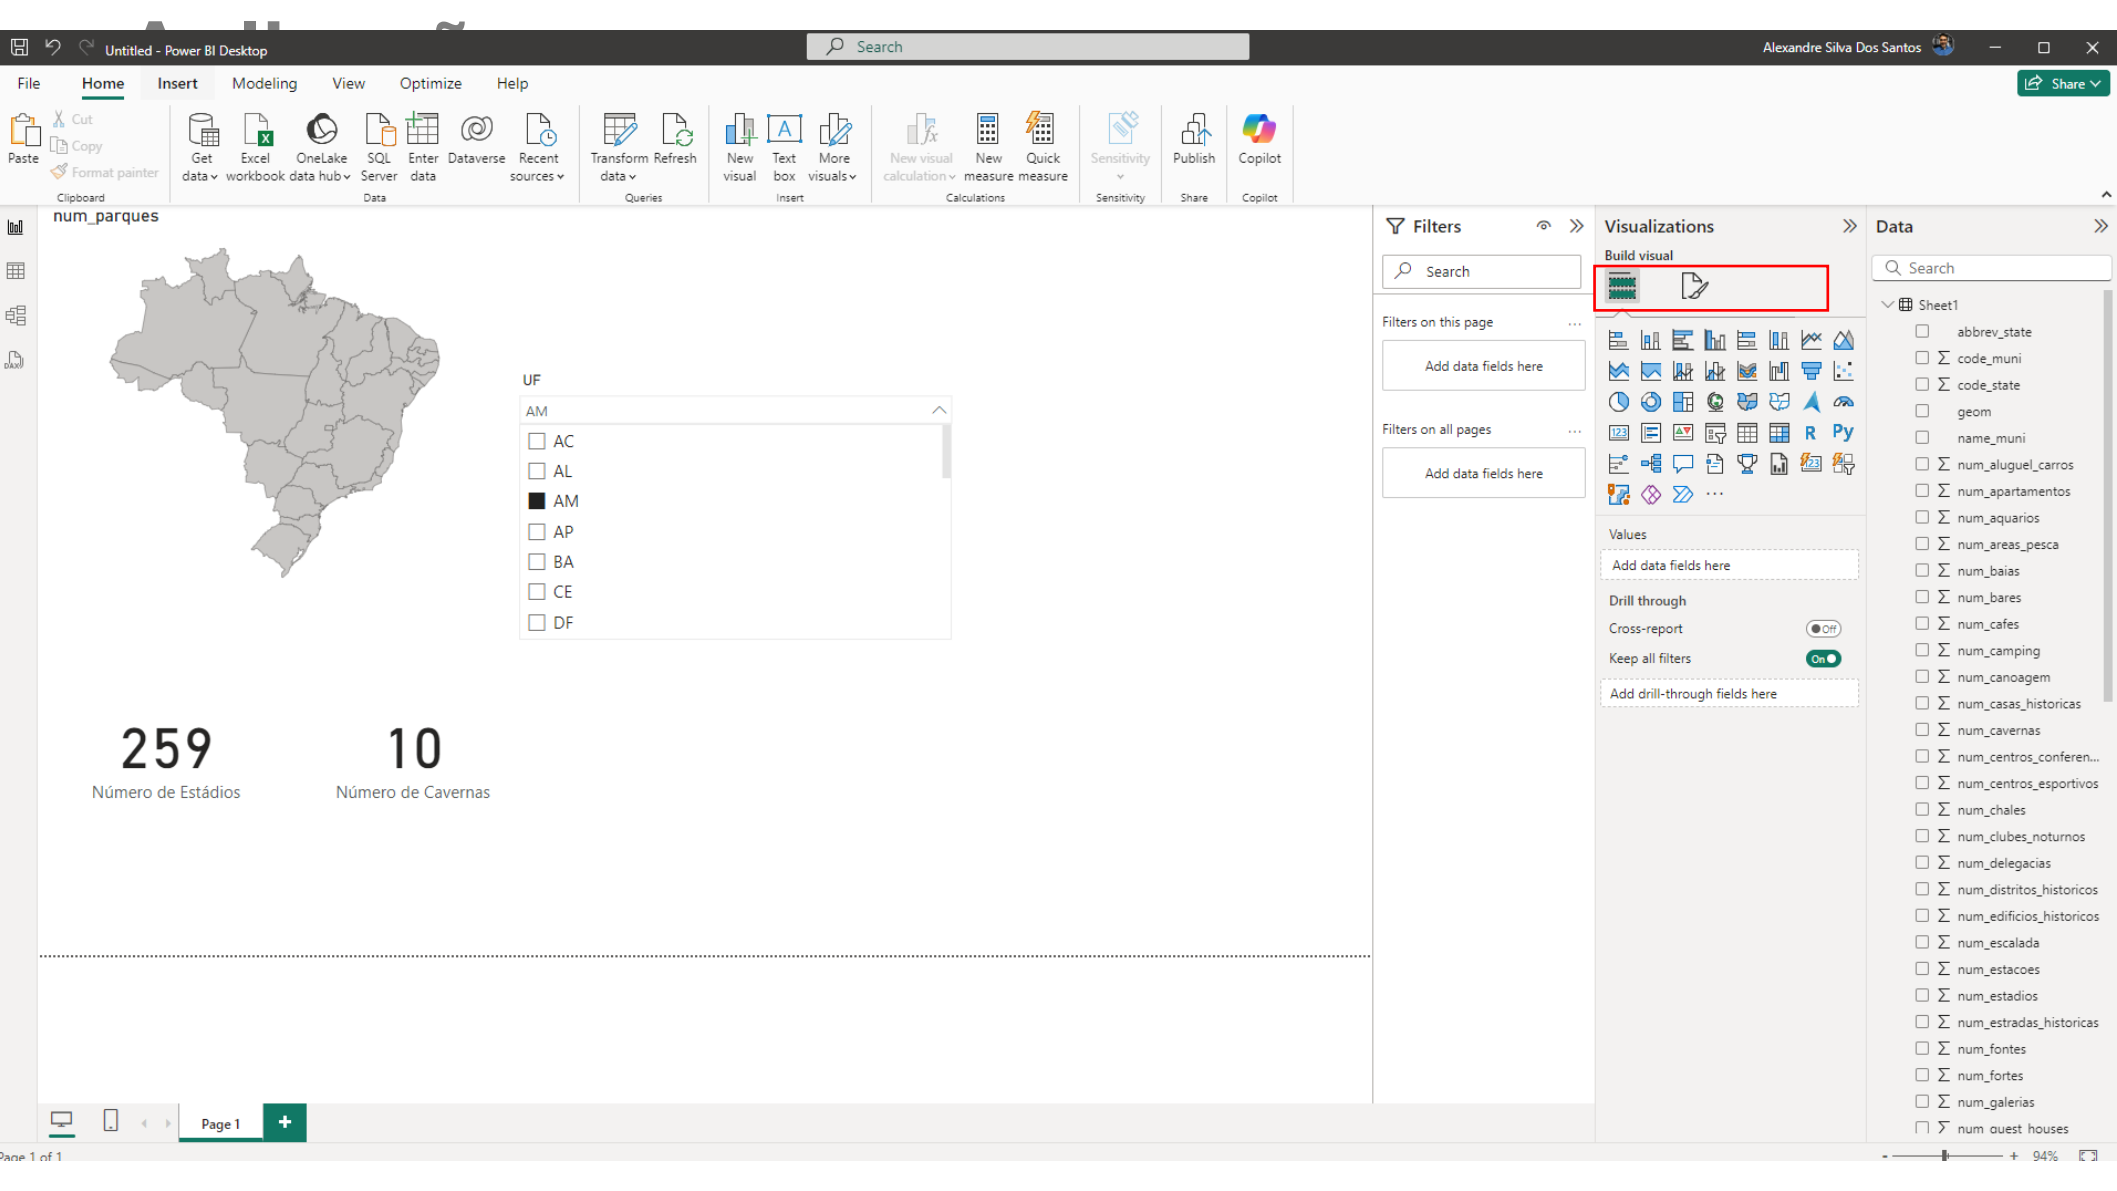 Untitled - Power BI Desktop
Search
Alexandre Silva Dos Santos
File Home Insert Modeling View Optimize Help
Share
Paste
Cut
Copy
Format painter
Clipboard
Get data
Excel workbook
OneLake data hub
SQL Server
Enter data
Dataverse
Recent sources
Data
Transform data
Refresh
Queries
New visual
Text box
More visuals
Insert
New visual calculation
New measure
Quick measure
Calculations
Sensitivity
Sensitivity
Publish
Share
Copilot
Copilot
num_parques
UF
AM
AC
AL
AM
AP
BA
CE
DF
259
Número de Estádios
10
Número de Cavernas
Filters
Search
Filters on this page
Add data fields here
Filters on all pages
Add data fields here
Visualizations
Build visual
123
R
Py
123
Values
Add data fields here
Drill through
Cross-report
Off
Keep all filters
On
Add drill-through fields here
Data
Search
Sheet1
abbrev_state
∑ code_muni
∑ code_state
geom
name_muni
∑ num_aluguel_carros
∑ num_apartamentos
∑ num_aquarios
∑ num_areas_pesca
∑ num_baias
∑ num_bares
∑ num_cafes
∑ num_camping
∑ num_canoagem
∑ num_casas_historicas
∑ num_cavernas
∑ num_centros_conferen...
∑ num_centros_esportivos
∑ num_chales
∑ num_clubes_noturnos
∑ num_delegacias
∑ num_distritos_historicos
∑ num_edificios_historicos
∑ num_escalada
∑ num_estacoes
∑ num_estadios
∑ num_estradas_historicas
∑ num_fontes
∑ num_fortes
∑ num_galerias
∑ num_guest_houses
Page 1
Page 1 of 1
- + 94%